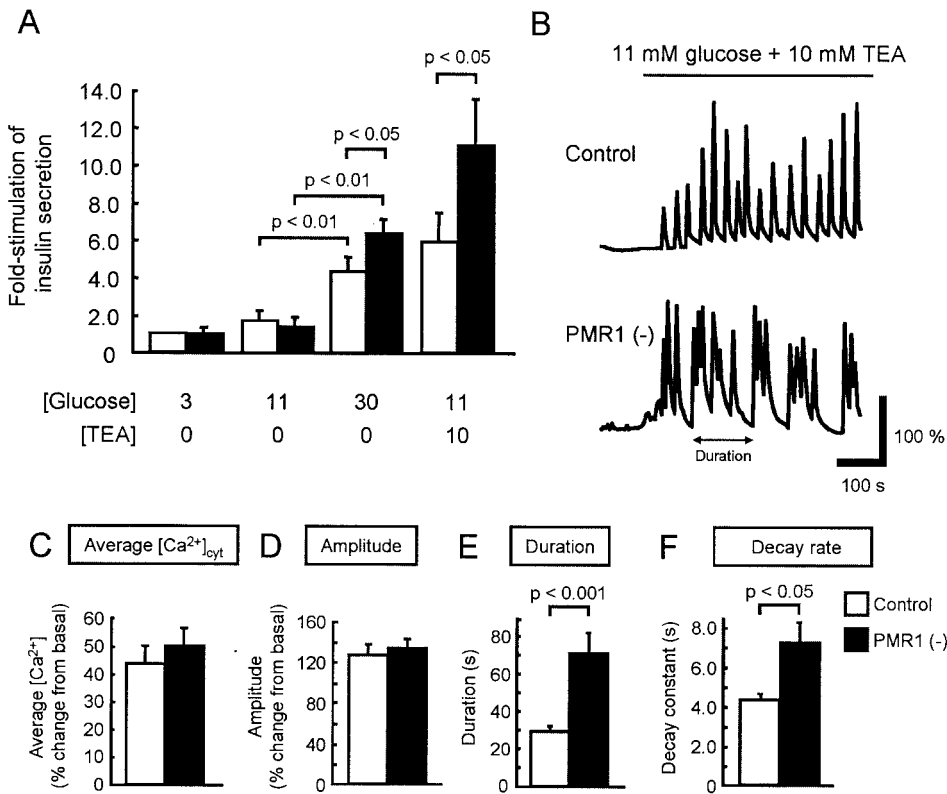 A
Fold-stimulation of
insulin secretion
14.0
12.0
10.0
8.0
6.0
4.0
2.0
0
p < 0.01
p < 0.01
p < 0.05
p < 0.05
[Glucose] 3 11 30 11
[TEA] 0 0 0 10
B
11 mM glucose + 10 mM TEA
Control
PMR1 (-)
Duration
100 %
100 s
C
Average [Ca2+]cyt
Average [Ca2+]
(% change from basal)
60
50
40
30
20
10
0
D
Amplitude
Amplitude
(% change from basal)
160
120
80
40
0
E
Duration
p < 0.001
Duration (s)
80
60
40
20
0
F
Decay rate
p < 0.05
Decay constant (s)
8.0
6.0
4.0
2.0
0
Control
PMR1 (-)